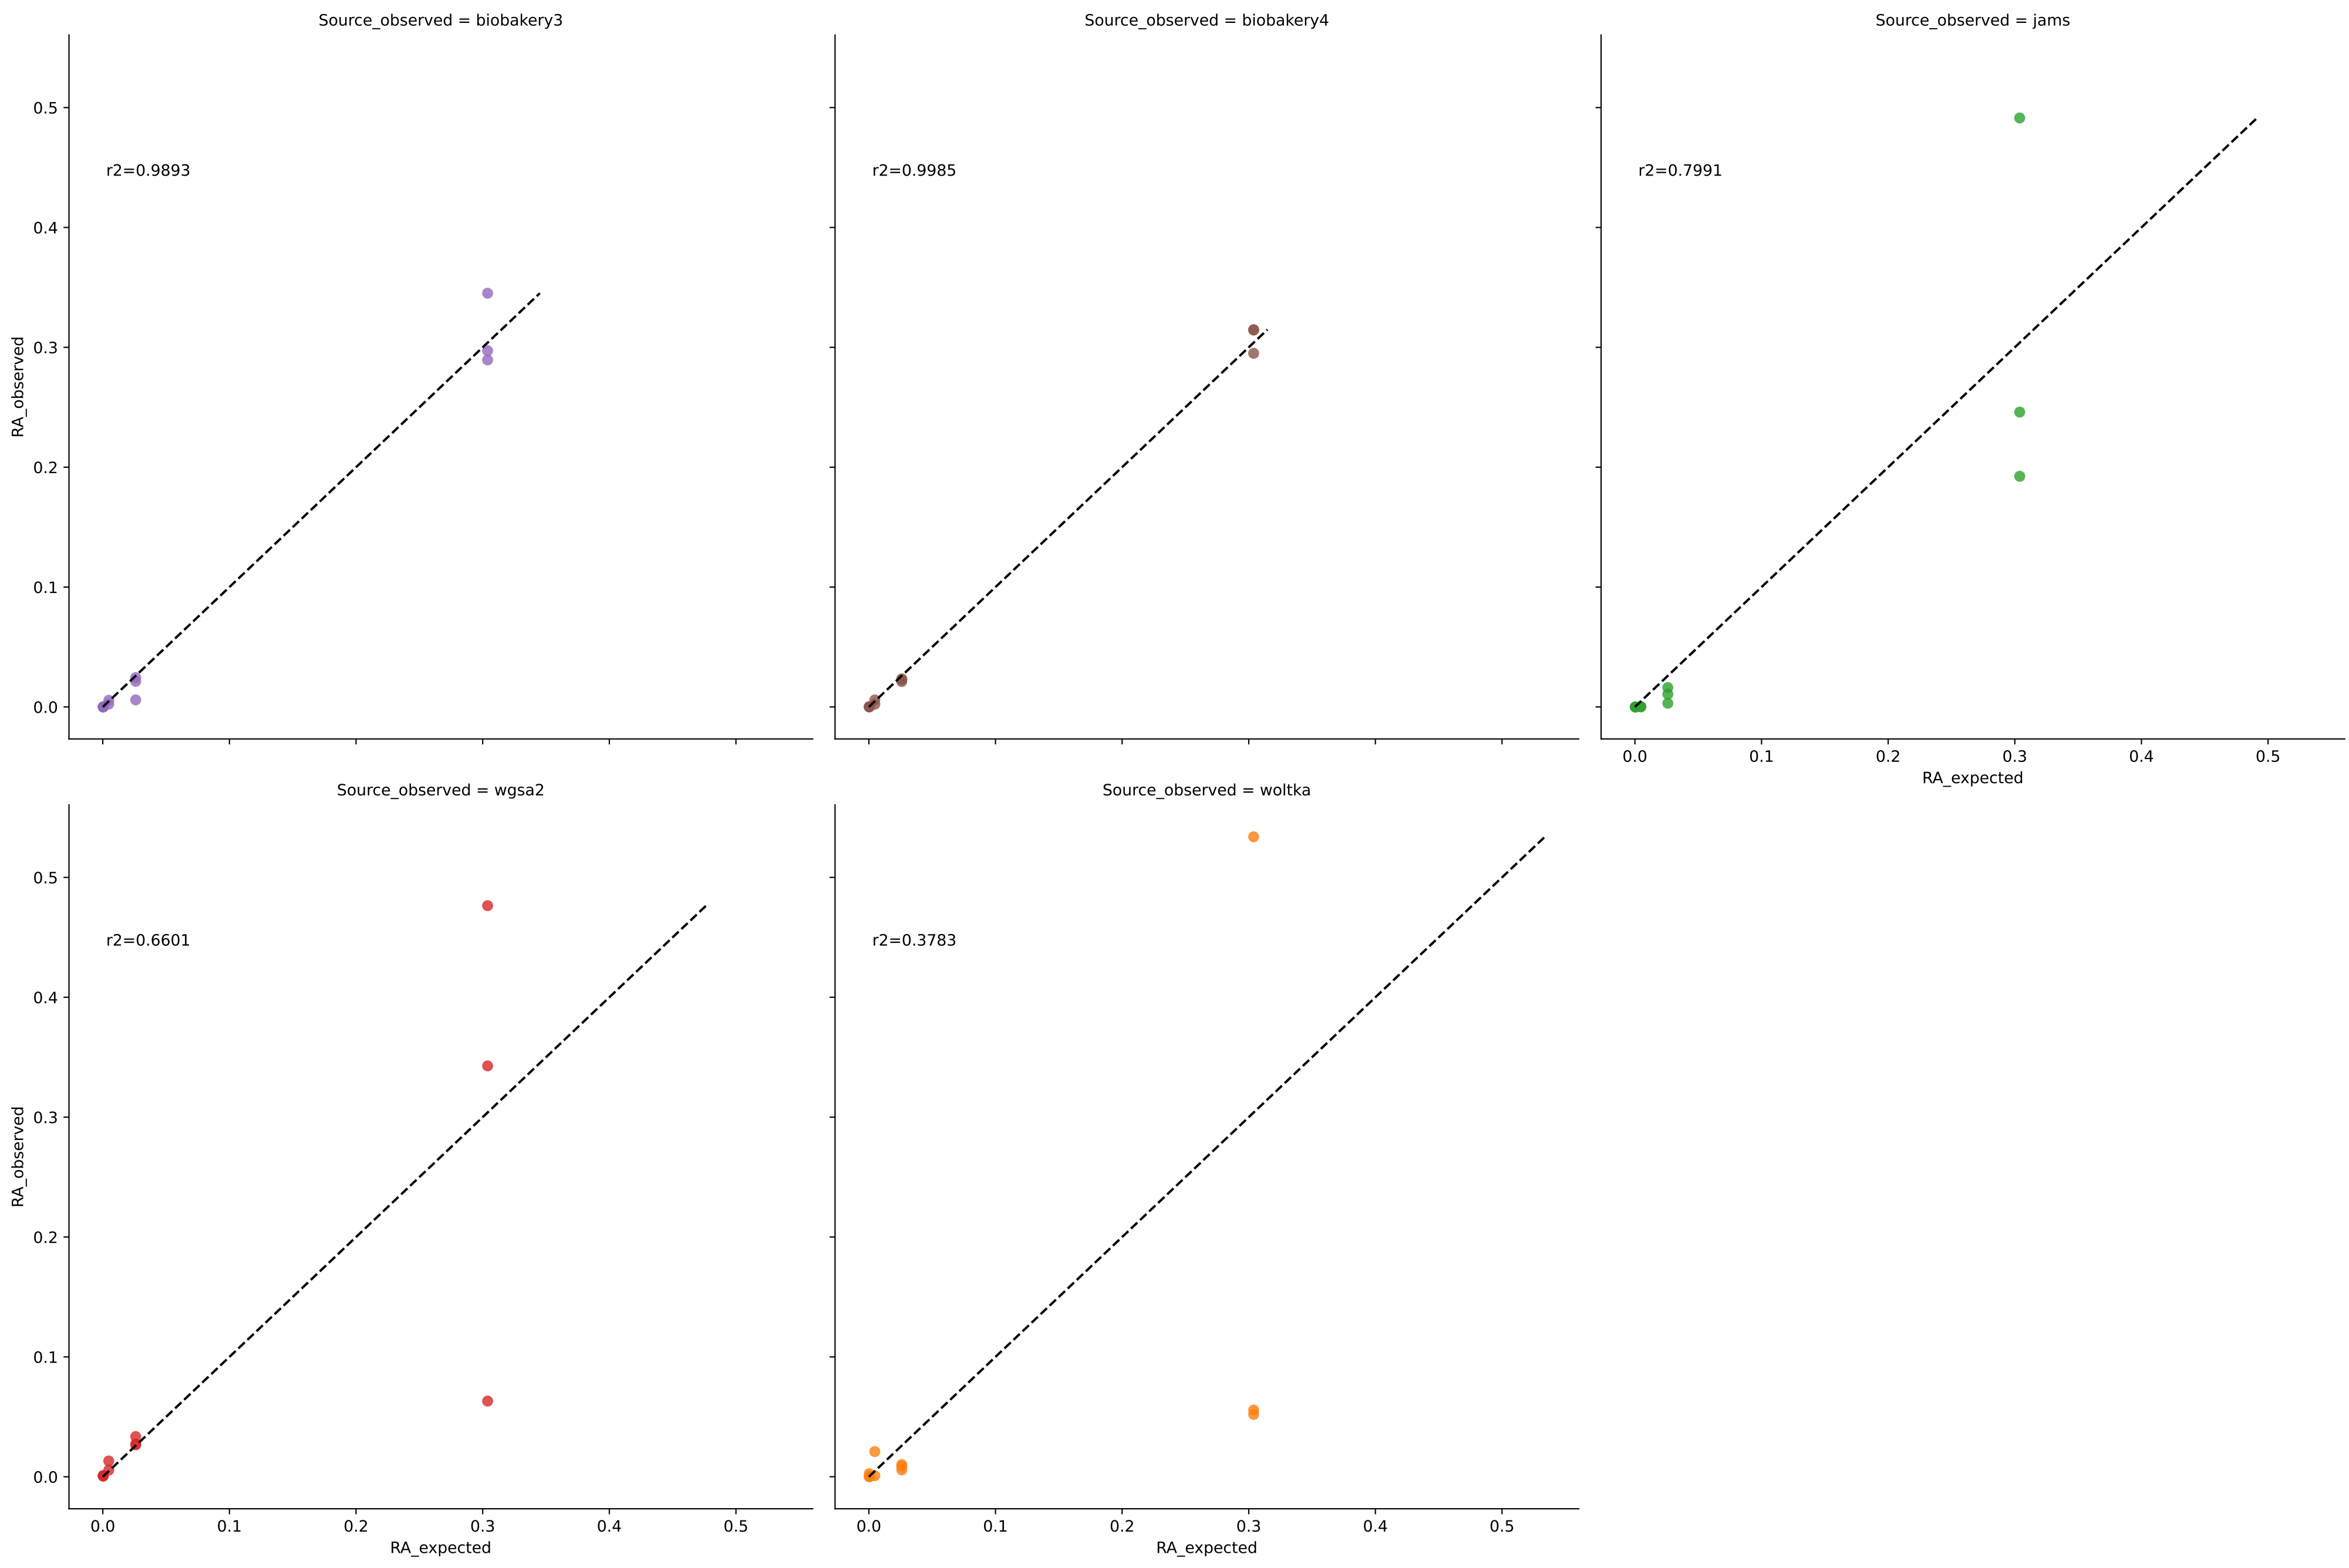 Source_observed = biobakery3
Source_observed = biobakery4
Source_observed = jams
r2=0.9893
r2=0.9985
r2=0.7991
RA_observed
0.5
0.4
0.3
0.2
0.1
0.0
0.0 0.1 0.2 0.3 0.4 0.5
RA_expected
Source_observed = wgsa2
Source_observed = woltka
r2=0.6601
r2=0.3783
RA_observed
0.5
0.4
0.3
0.2
0.1
0.0
0.0 0.1 0.2 0.3 0.4 0.5
RA_expected
0.0 0.1 0.2 0.3 0.4 0.5
RA_expected